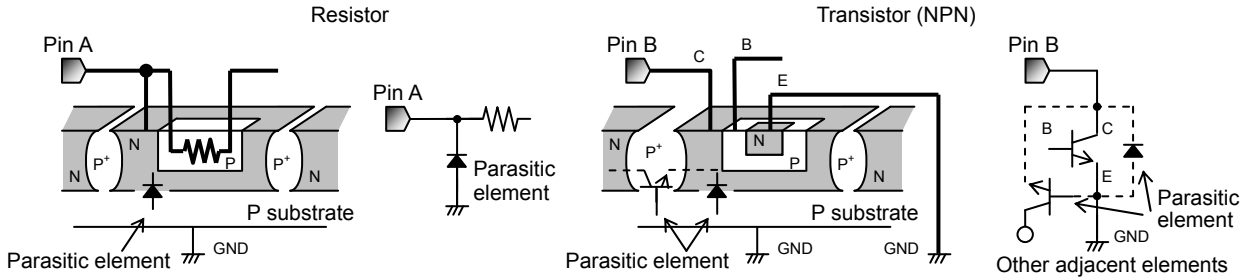 Resistor
Transistor (NPN)
Pin A
Pin B
C
B
E
Pin B
Pin A
N
P+
N
P
P+
N
Parasitic element
P substrate
Parasitic element
GND
N
P+
N
N
P
P+
N
P substrate
Parasitic element
GND
GND
B
C
E
Parasitic element
GND
Other adjacent elements